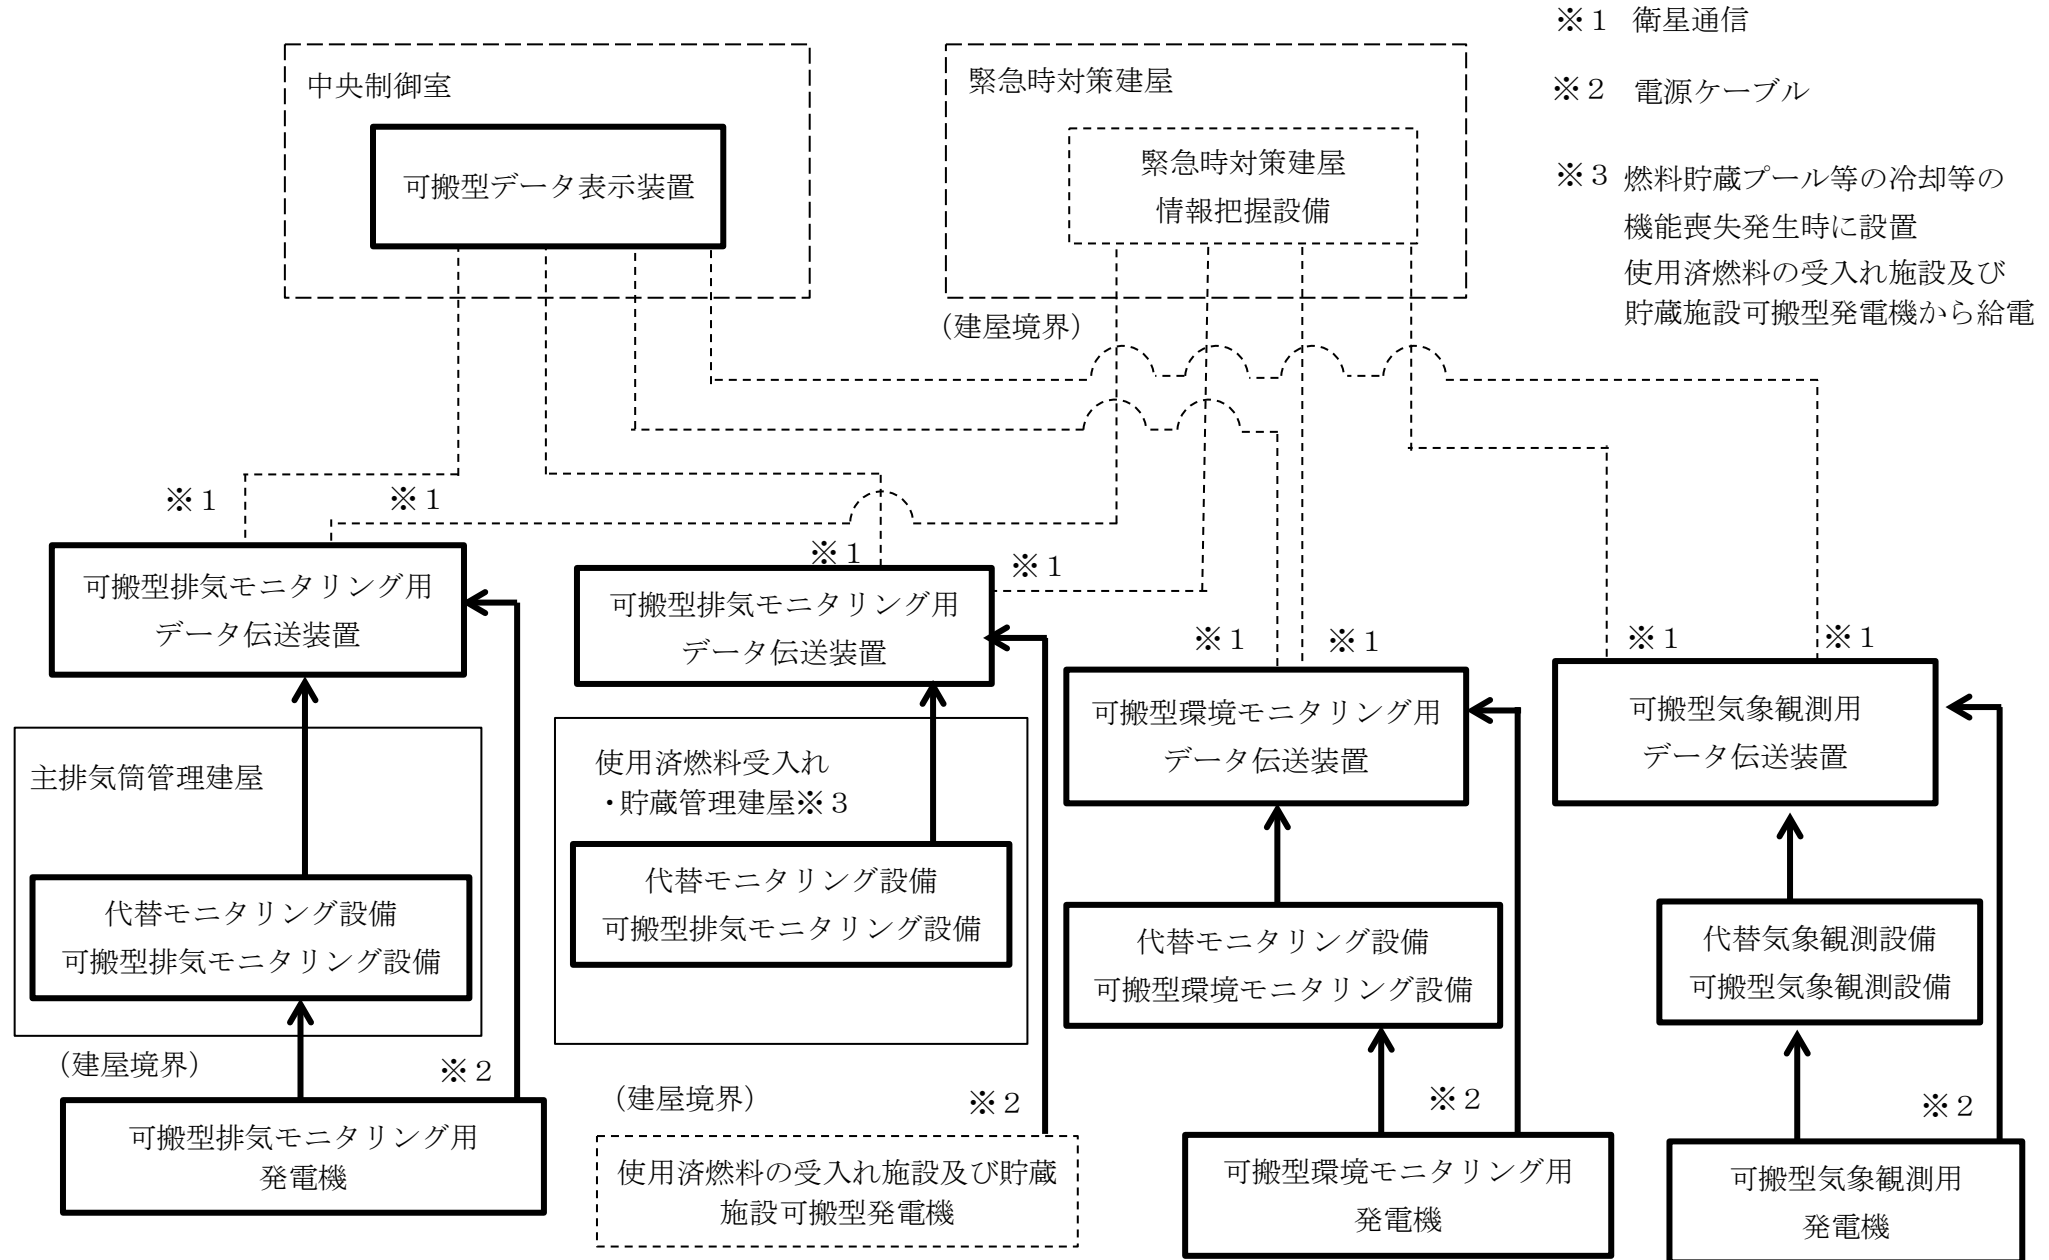 ※１ 衛星通信
※２ 電源ケーブル
※３ 燃料貯蔵プール等の冷却等の
機能喪失発生時に設置
使用済燃料の受入れ施設及び
貯蔵施設可搬型発電機から給電
中央制御室
可搬型データ表示装置
緊急時対策建屋
緊急時対策建屋
情報把握設備
（建屋境界）
※１
※１
※１
※１
※１
※１
※１
※１
可搬型排気モニタリング用
データ伝送装置
可搬型排気モニタリング用
データ伝送装置
可搬型環境モニタリング用
データ伝送装置
可搬型気象観測用
データ伝送装置
主排気筒管理建屋
代替モニタリング設備
可搬型排気モニタリング設備
使用済燃料受入れ
・貯蔵管理建屋※３
代替モニタリング設備
可搬型排気モニタリング設備
代替モニタリング設備
可搬型環境モニタリング設備
代替気象観測設備
可搬型気象観測設備
（建屋境界）
※２
（建屋境界）
※２
※２
※２
可搬型排気モニタリング用
発電機
使用済燃料の受入れ施設及び貯蔵
施設可搬型発電機
可搬型環境モニタリング用
発電機
可搬型気象観測用
発電機